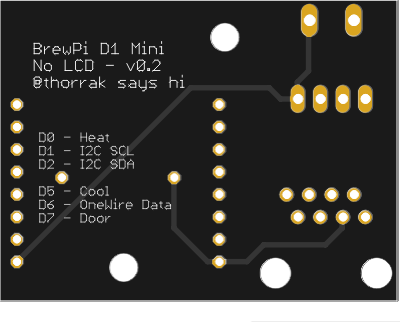 BrewPi D1 Mini
No LCD - v0.2
@thorrak says hi
D0 - Heat
D1 - I2C SCL
D2 - I2C SDA
D5 - Cool
D6 - OneWire Data
D7 - Door